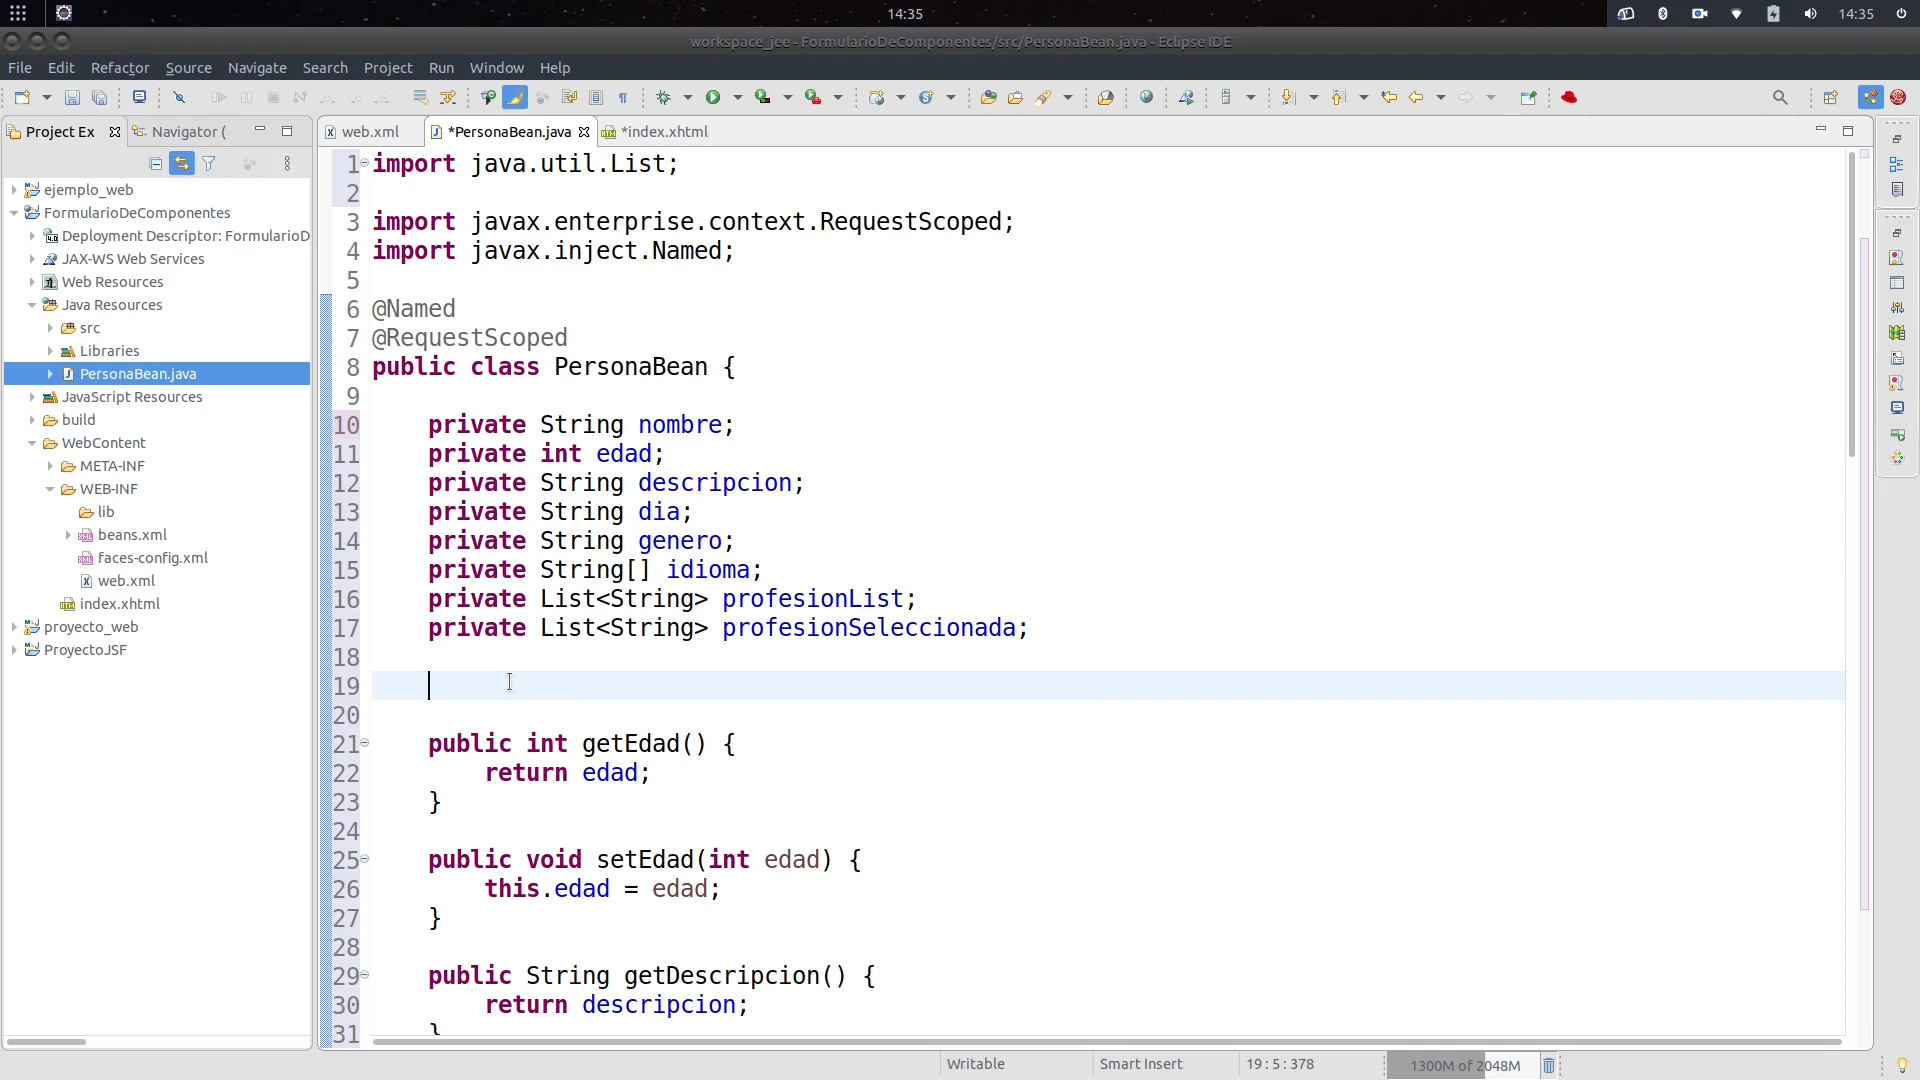 14:35
14:35
workspace_jee - FormularioDeComponentes/src/PersonaBean.java - Eclipse IDE
File Edit Refactor Source Navigate Search Project Run Window Help
Project Ex
Navigator (
web.xml
*PersonaBean.java
*index.xhtml
ejemplo_web
FormularioDeComponentes
Deployment Descriptor: FormularioD
JAX-WS Web Services
Web Resources
Java Resources
src
Libraries
PersonaBean.java
JavaScript Resources
build
WebContent
META-INF
WEB-INF
lib
beans.xml
faces-config.xml
web.xml
index.xhtml
proyecto_web
ProyectoJSF
1 import java.util.List;
2
3 import javax.enterprise.context.RequestScoped;
4 import javax.inject.Named;
5
6 @Named
7 @RequestScoped
8 public class PersonaBean {
9
10 private String nombre;
11 private int edad;
12 private String descripcion;
13 private String dia;
14 private String genero;
15 private String[] idioma;
16 private List<String> profesionList;
17 private List<String> profesionSeleccionada;
18
19
20
21 public int getEdad() {
22 return edad;
23 }
24
25 public void setEdad(int edad) {
26 this.edad = edad;
27 }
28
29 public String getDescripcion() {
30 return descripcion;
31 }
Writable
Smart Insert
19 : 5 : 378
1300M of 2048M